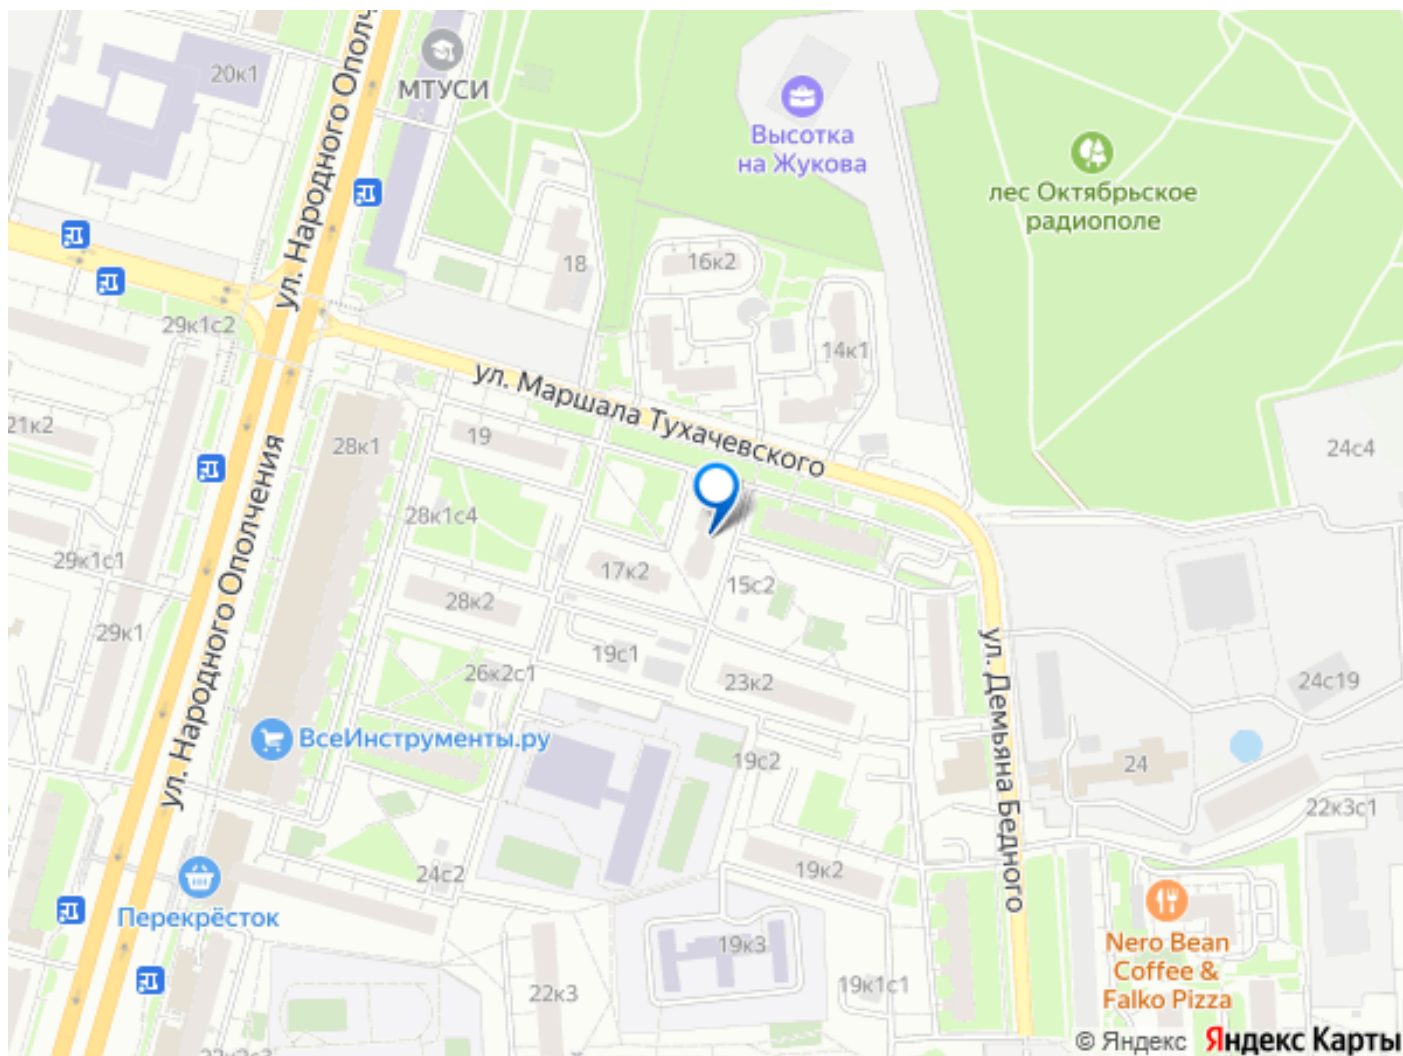 МТУСИ
20к1
Высотка
на Жукова
лес Октябрьское
радиополе
ул. Народного Ополч
18
16к2
29к1с2
14к1
ул. Маршала Тухачевского
21к2
19
28к1
24с4
28к1с4
29к1с1
17к2
15с2
28к2
29к1
ул. Народного Ополчения
19с1
26к2с1
23к2
ул. Демьяна Бедного
24с19
ВсеИнструменты.ру
19с2
24
22к3с1
24с2
19к2
Перекрёсток
19к3
Nero Bean
Coffee &
Falko Pizza
22к3
19к1с1
© Яндекс Яндекс Карты